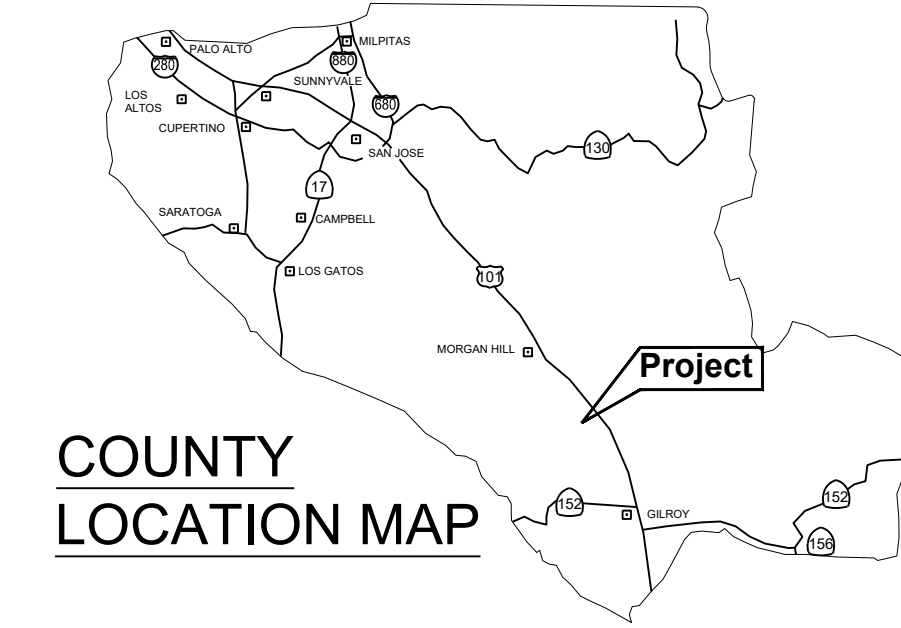 PALO ALTO
MILPITAS
280
880
SUNNYVALE
LOS
ALTOS
680
CUPERTINO
SAN JOSE
130
17
SARATOGA
CAMPBELL
LOS GATOS
101
MORGAN HILL
Project
COUNTY
LOCATION MAP
152
152
GILROY
156